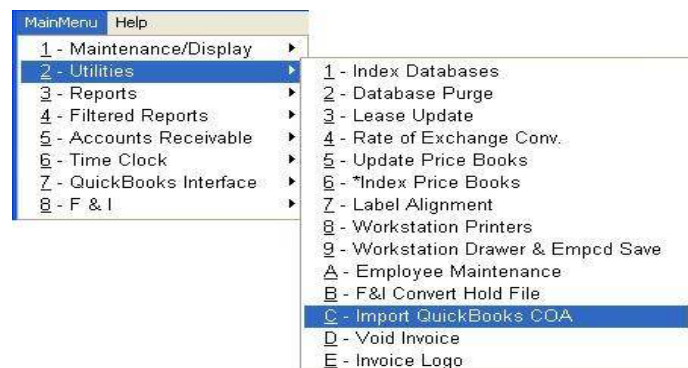 MainMenu Help
1 - Maintenance/Display
2 - Utilities
3 - Reports
4 - Filtered Reports
5 - Accounts Receivable
6 - Time Clock
7 - QuickBooks Interface
8 - F & I
1 - Index Databases
2 - Database Purge
3 - Lease Update
4 - Rate of Exchange Conv.
5 - Update Price Books
6 - *Index Price Books
7 - Label Alignment
8 - Workstation Printers
9 - Workstation Drawer & Empcd Save
A - Employee Maintenance
B - F&I Convert Hold File
C - Import QuickBooks COA
D - Void Invoice
E - Invoice Logo